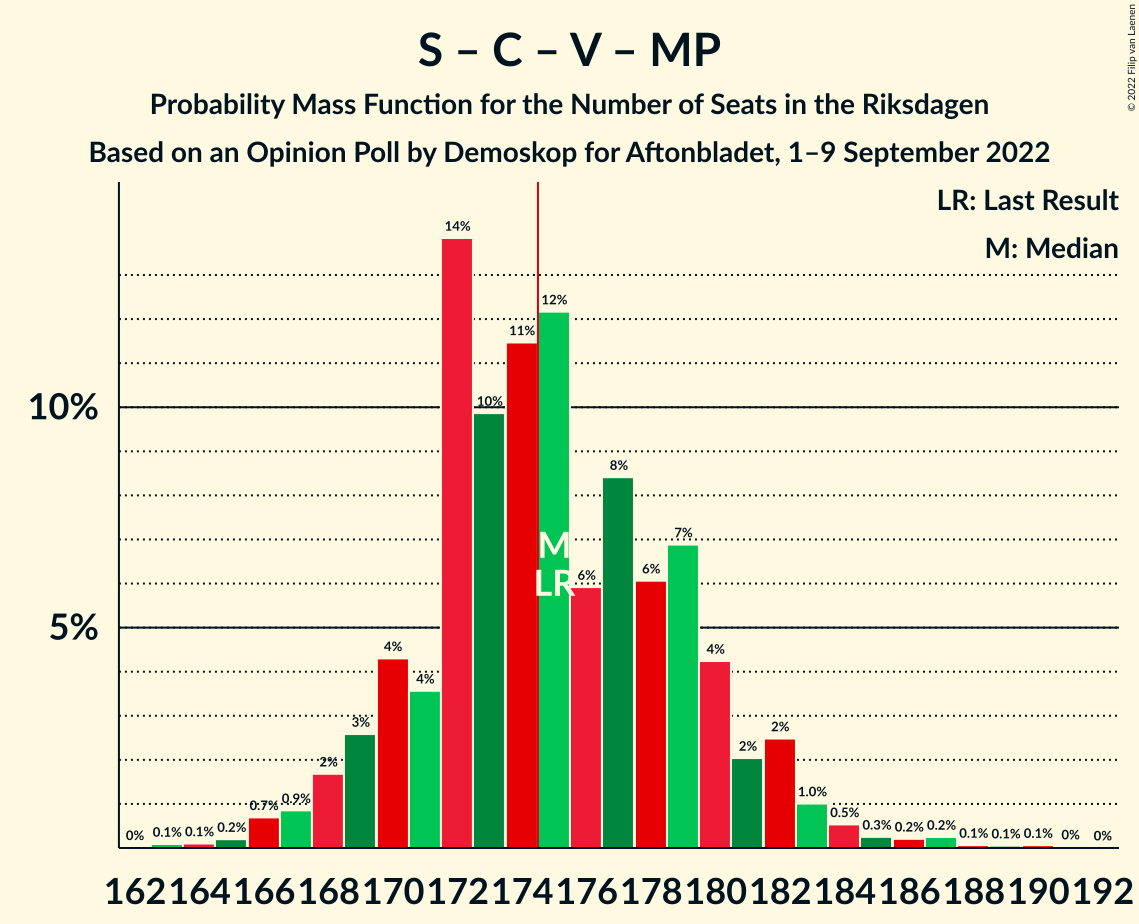 S – C – V – MP
Probability Mass Function for the Number of Seats in the Riksdagen
Based on an Opinion Poll by Demoskop for Aftonbladet, 1–9 September 2022
© 2022 Filip van Laenen
LR: Last Result
M: Median
10%
5%
0% 0.1% 0.1% 0.2% 0.7% 0.9% 2% 3% 4% 4% 14% 10% 11% 12% 6% 8% 6% 7% 4% 2% 2% 1.0% 0.5% 0.3% 0.2% 0.2% 0.1% 0.1% 0.1% 0% 0%
M
LR
162 164 166 168 170 172 174 176 178 180 182 184 186 188 190 192